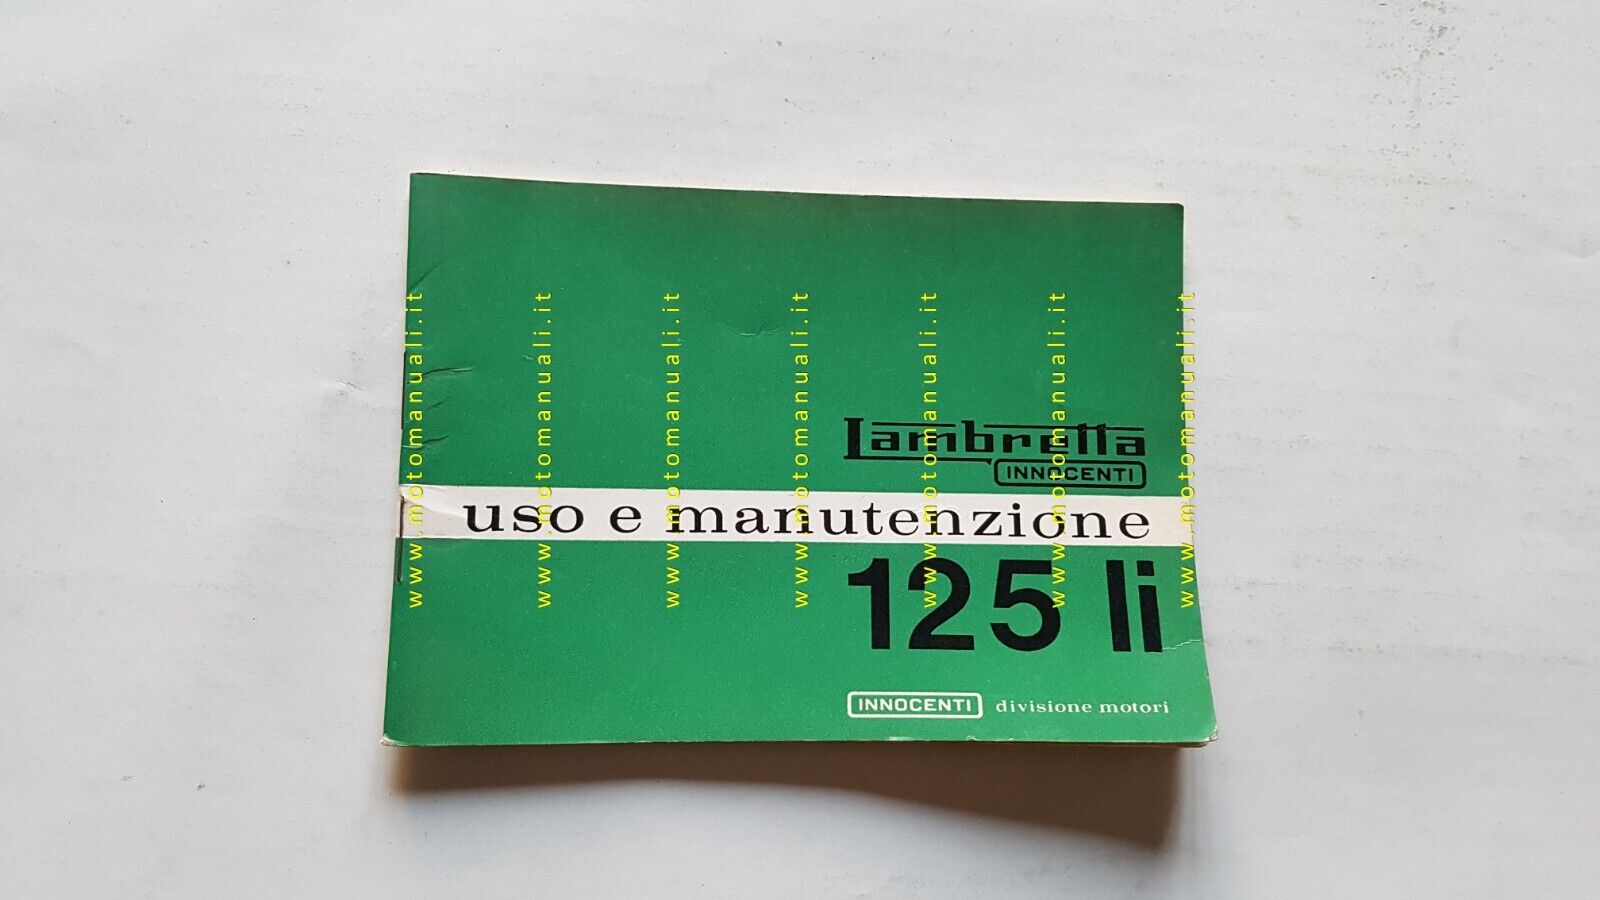 Lambretta
INNOCENTI
uso e manutenzione
125 li
INNOCENTI divisione motori
www.motomanuali.it
www.motomanuali.it
www.motomanuali.it
www.motomanuali.it
www.motomanuali.it
www.motomanuali.it
www.motomanuali.it